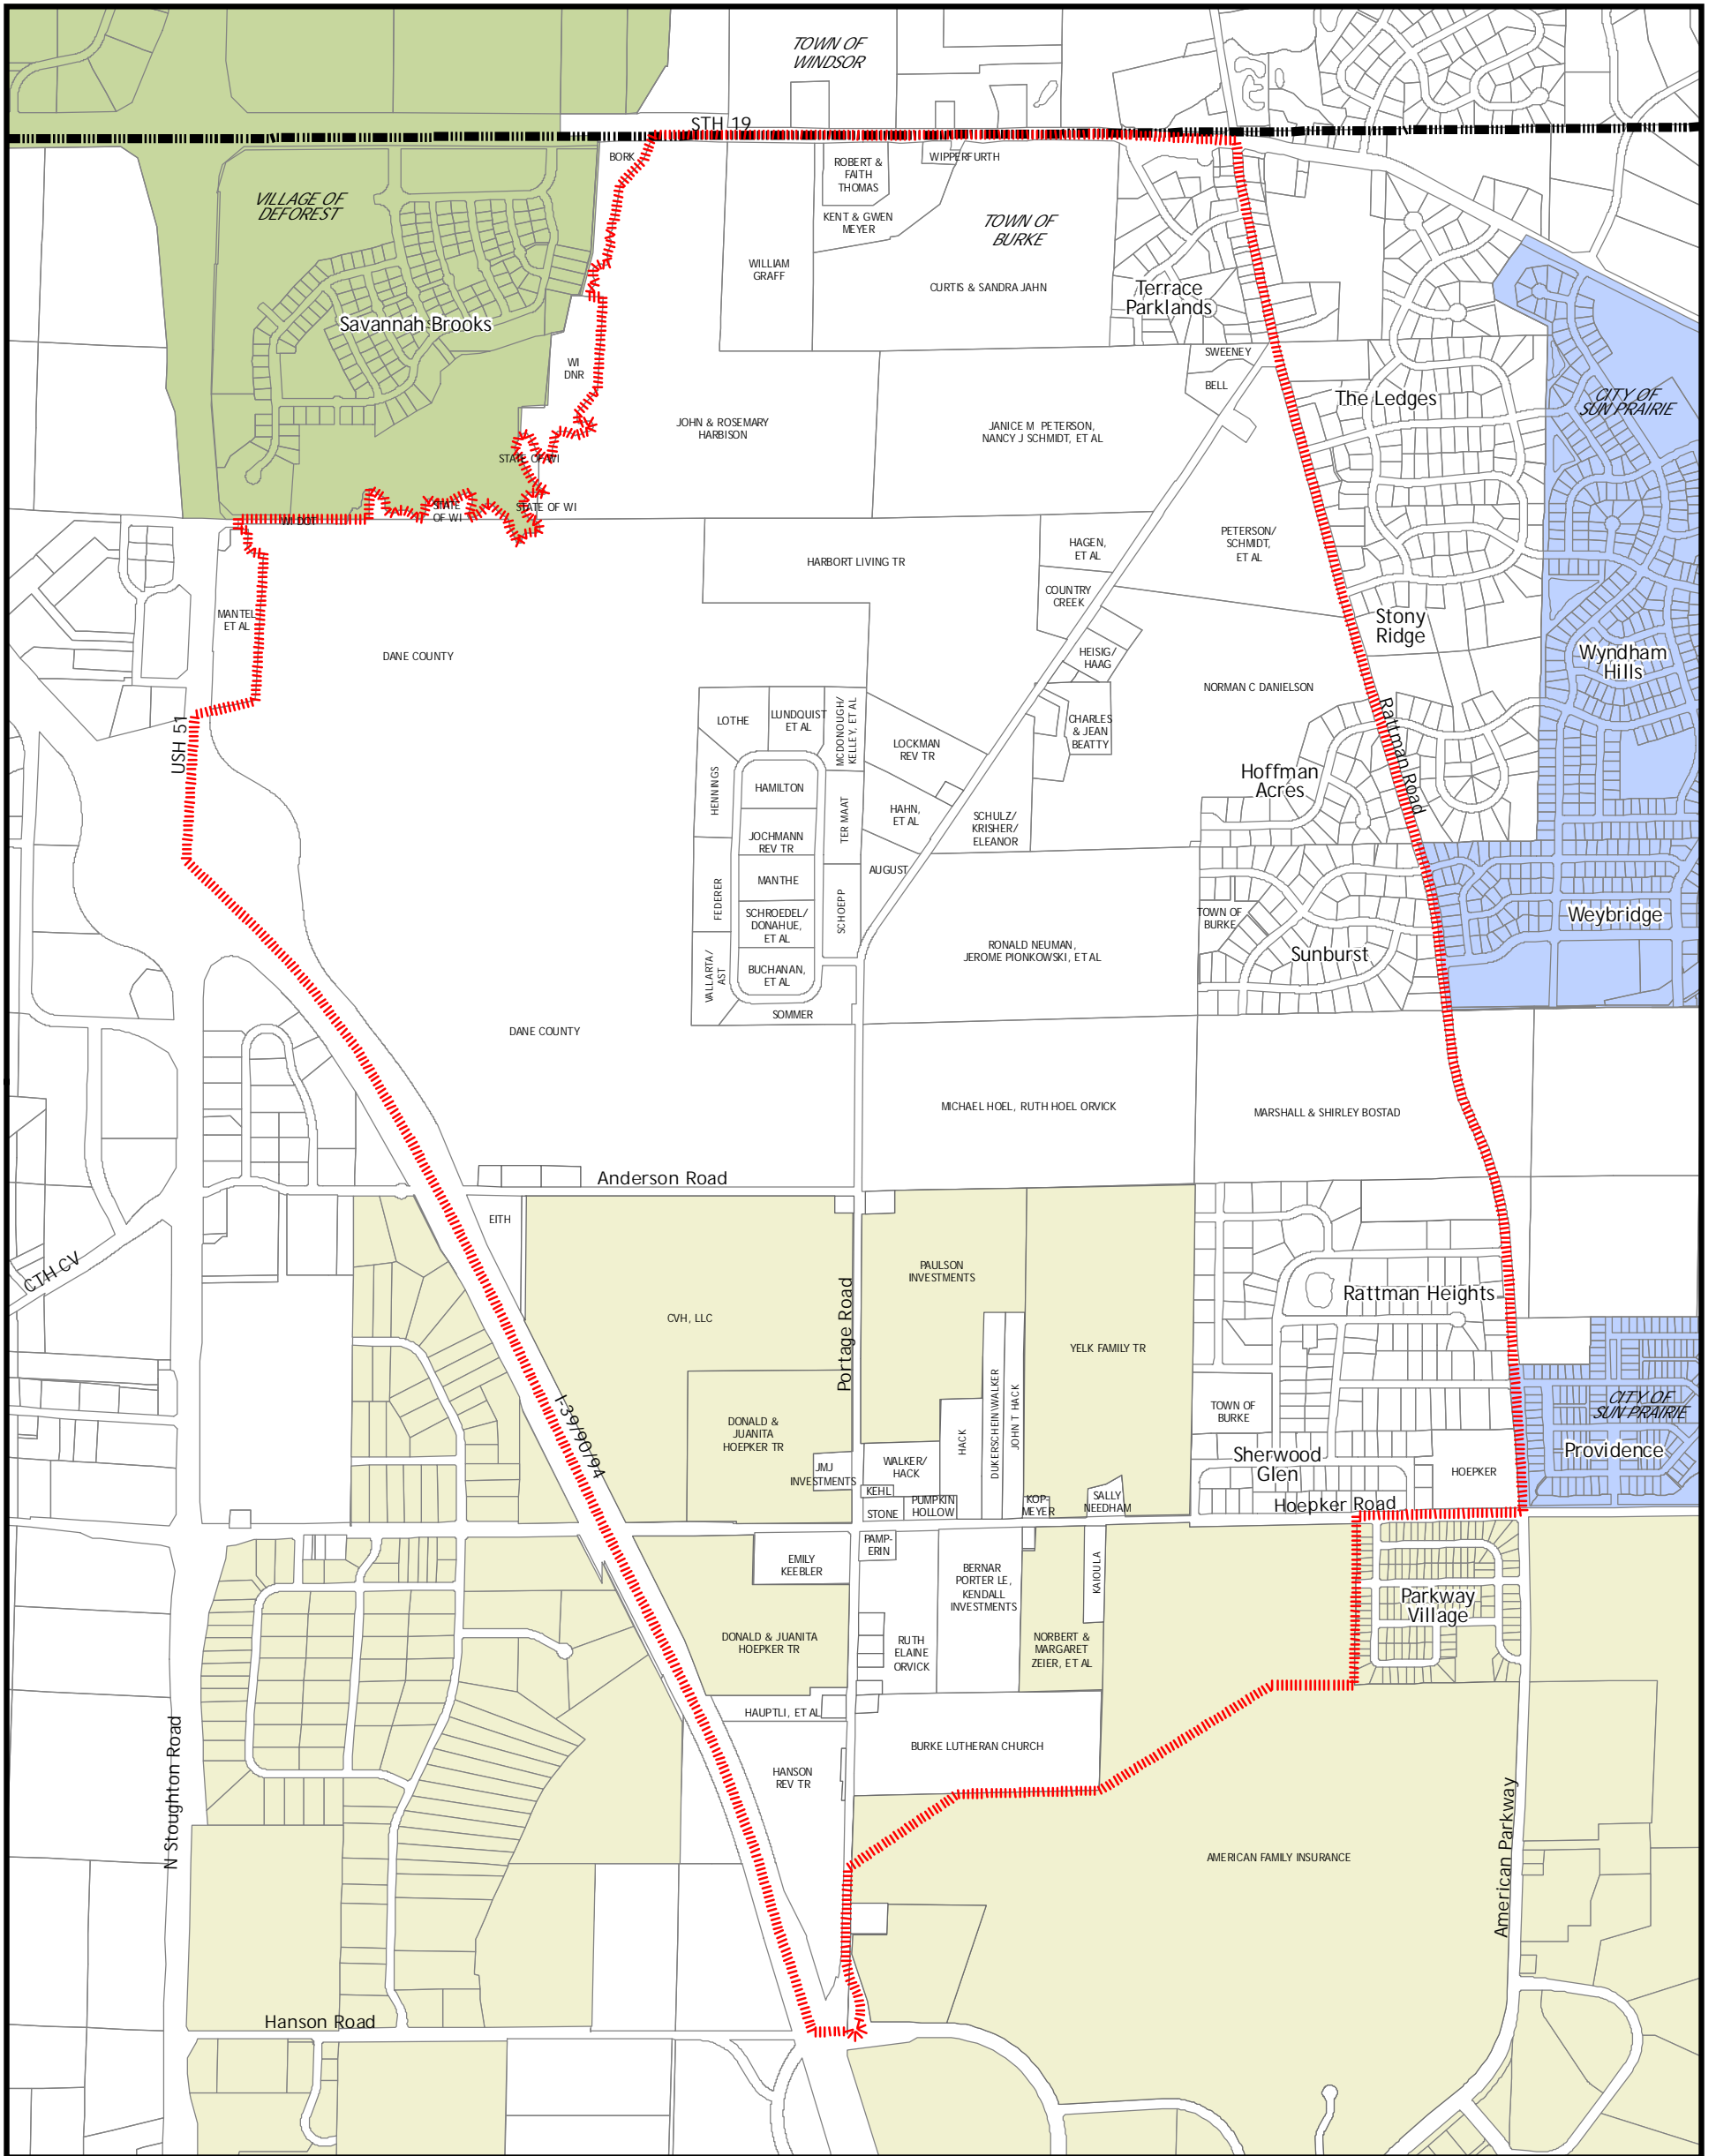 TOWN OF
WINDSOR
STH 19
BORK
ROBERT &
FAITH
THOMAS
WIPPERFURTH
VILLAGE OF
DEFOREST
KENT & GWEN
MEYER
TOWN OF
BURKE
WILLIAM
GRAFF
CURTIS & SANDRA JAHN
Terrace
Parklands
Savannah Brooks
WI
DNR
SWEENEY
BELL
The Ledges
CITY OF
SUN PRAIRIE
JOHN & ROSEMARY
HARBISON
JANICE M PETERSON,
NANCY J SCHMIDT, ET AL
STATE OF WI
STATE
OF WI
STATE OF WI
WI DOT
HARBORT LIVING TR
HAGEN,
ET AL
PETERSON/
SCHMIDT,
ET AL
COUNTRY
CREEK
MANTEL
ET AL
DANE COUNTY
HEISIG/
HAAG
Stony
Ridge
Wyndham
Hills
NORMAN C DANIELSON
USH 51
LOTHE
LUNDQUIST
ET AL
MCDONOUGH/
KELLEY, ET AL
CHARLES
& JEAN
BEATTY
LOCKMAN
REV TR
Rattman Road
HENNINGS
HAMILTON
TER MAAT
HAHN,
ET AL
SCHULZ/
KRISHER/
ELEANOR
Hoffman
Acres
JOCHMANN
REV TR
AUGUST
FEDERER
MANTHE
SCHOEPP
SCHROEDEL/
DONAHUE,
ET AL
TOWN OF
BURKE
Weybridge
RONALD NEUMAN,
JEROME PIONKOWSKI, ET AL
Sunburst
VALLARTA/
AST
BUCHANAN,
ET AL
SOMMER
DANE COUNTY
MICHAEL HOEL, RUTH HOEL ORVICK
MARSHALL & SHIRLEY BOSTAD
Anderson Road
EITH
CTH CV
PAULSON
INVESTMENTS
Rattman Heights
CVH, LLC
Portage Road
YELK FAMILY TR
I-39/90/94
DONALD &
JUANITA
HOEPKER TR
HACK
DUKERSCHEIN/WALKER
JOHN T HACK
TOWN OF
BURKE
CITY OF
SUN PRAIRIE
Providence
JMJ
INVESTMENTS
WALKER/
HACK
Sherwood
Glen
HOEPKER
KEHL
STONE
PUMPKIN
HOLLOW
KOP-
MEYER
SALLY
NEEDHAM
Hoepker Road
PAMP-
ERIN
EMILY
KEEBLER
BERNAR
PORTER LE,
KENDALL
INVESTMENTS
KAIOULA
Parkway
Village
DONALD & JUANITA
HOEPKER TR
RUTH
ELAINE
ORVICK
NORBERT &
MARGARET
ZEIER, ET AL
HAUPTLI, ET AL
BURKE LUTHERAN CHURCH
HANSON
REV TR
N Stoughton Road
American Parkway
AMERICAN FAMILY INSURANCE
Hanson Road